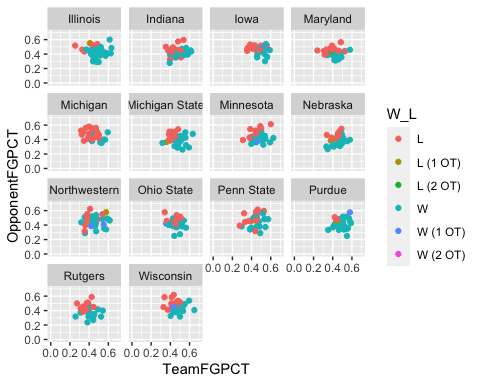 Illinois Indiana Iowa Maryland
0.6
0.4
0.2
0.0
Michigan Michigan State Minnesota Nebraska
0.6
0.4
0.2
0.0
Northwestern Ohio State Penn State Purdue
0.6
0.4
0.2
0.0
0.0 0.2 0.4 0.6 0.0 0.2 0.4 0.6
Rutgers Wisconsin
0.6
0.4
0.2
0.0
0.0 0.2 0.4 0.6 0.0 0.2 0.4 0.6
TeamFGPCT
OpponentFGPCT
W_L
L
L (1 OT)
L (2 OT)
W
W (1 OT)
W (2 OT)